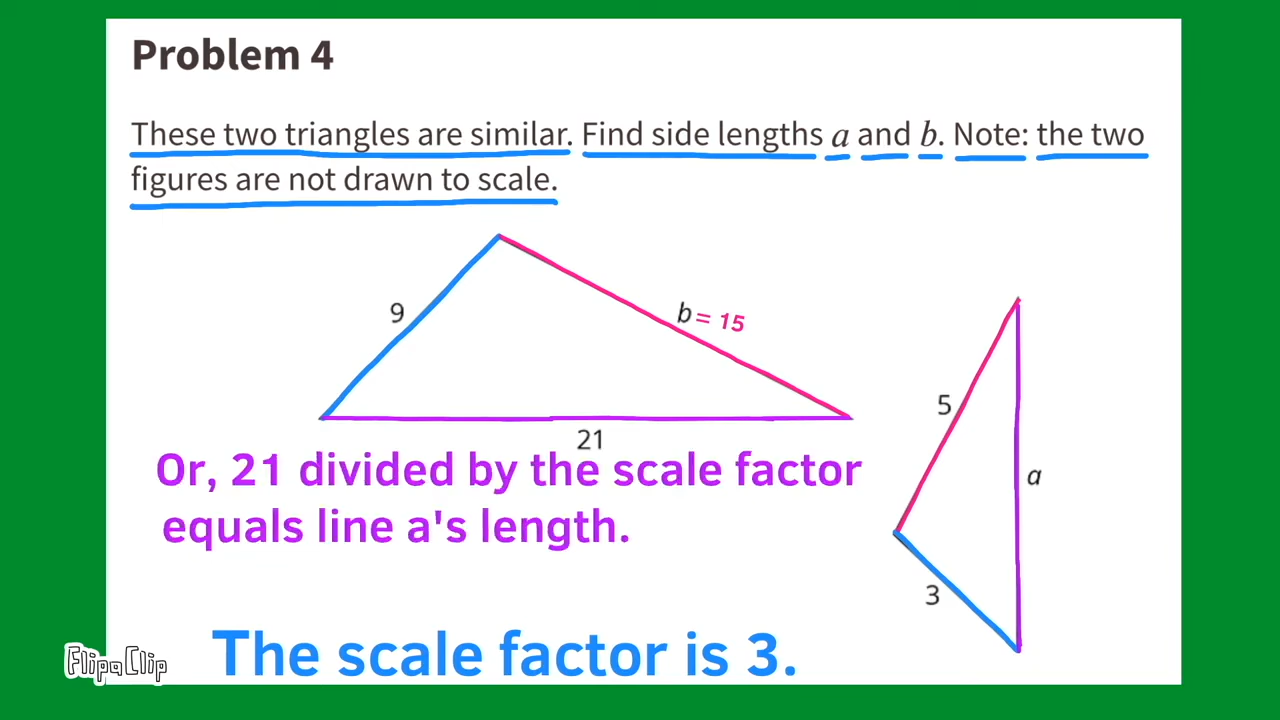 Problem 4
These two triangles are similar. Find side lengths a and b. Note: the two
figures are not drawn to scale.
9
b = 15
5
21
Or, 21 divided by the scale factor
a
equals line a's length.
3
The scale factor is 3.
FlipaClip